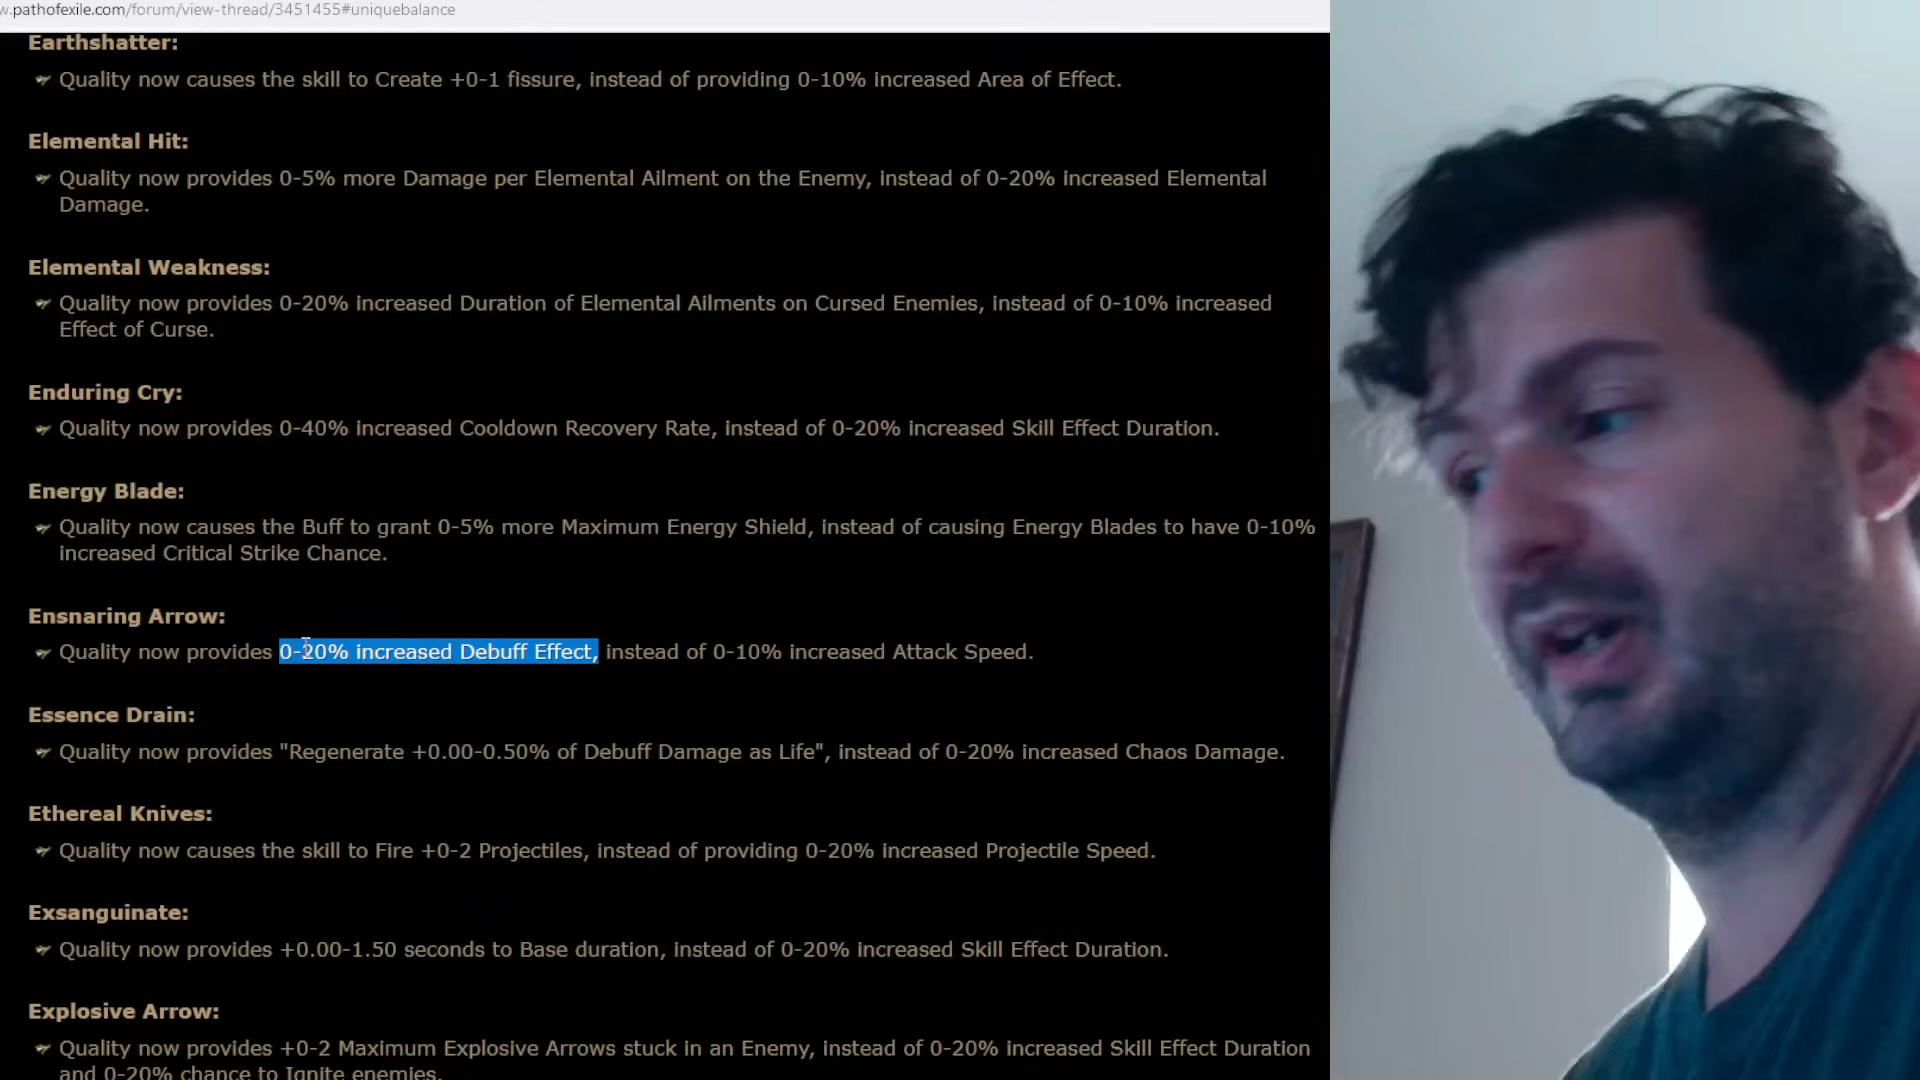 w.pathofexile.com/forum/view-thread/3451455#uniquebalance
Earthshatter:
Quality now causes the skill to Create +0-1 fissure, instead of providing 0-10% increased Area of Effect.
Elemental Hit:
Quality now provides 0-5% more Damage per Elemental Ailment on the Enemy, instead of 0-20% increased Elemental
Damage.
Elemental Weakness:
Quality now provides 0-20% increased Duration of Elemental Ailments on Cursed Enemies, instead of 0-10% increased
Effect of Curse.
Enduring Cry:
Quality now provides 0-40% increased Cooldown Recovery Rate, instead of 0-20% increased Skill Effect Duration.
Energy Blade:
Quality now causes the Buff to grant 0-5% more Maximum Energy Shield, instead of causing Energy Blades to have 0-10%
increased Critical Strike Chance.
Ensnaring Arrow:
Quality now provides 0-20% increased Debuff Effect, instead of 0-10% increased Attack Speed.
Essence Drain:
Quality now provides "Regenerate +0.00-0.50% of Debuff Damage as Life", instead of 0-20% increased Chaos Damage.
Ethereal Knives:
Quality now causes the skill to Fire +0-2 Projectiles, instead of providing 0-20% increased Projectile Speed.
Exsanguinate:
Quality now provides +0.00-1.50 seconds to Base duration, instead of 0-20% increased Skill Effect Duration.
Explosive Arrow:
Quality now provides +0-2 Maximum Explosive Arrows stuck in an Enemy, instead of 0-20% increased Skill Effect Duration
and 0-20% chance to Ignite enemies.